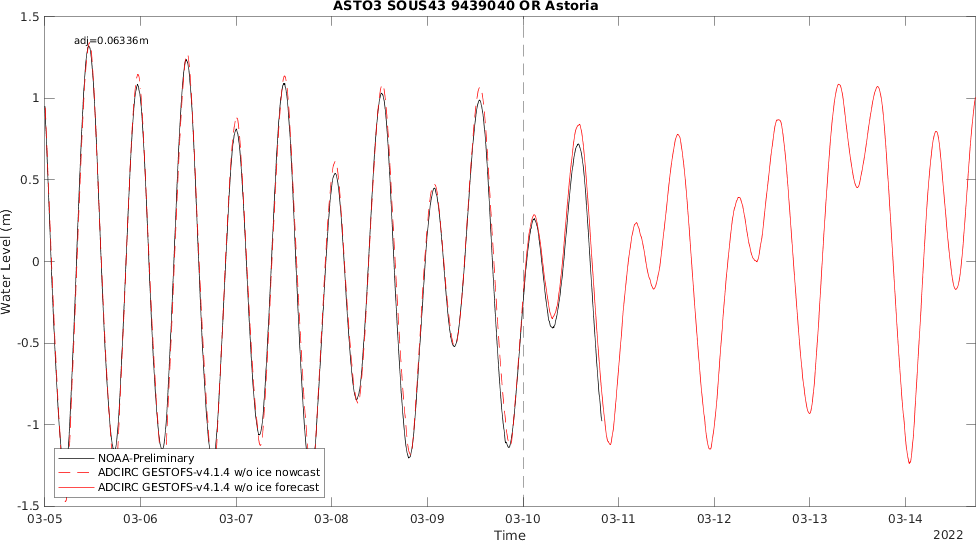 ASTO3 SOUS43 9439040 OR Astoria
adj=0.06336m
1.5
1
0.5
0
-0.5
-1
-1.5
Water Level (m)
NOAA-Preliminary
ADCIRC GESTOFS-v4.1.4 w/o ice nowcast
ADCIRC GESTOFS-v4.1.4 w/o ice forecast
03-05 03-06 03-07 03-08 03-09 03-10 03-11 03-12 03-13 03-14
Time
2022